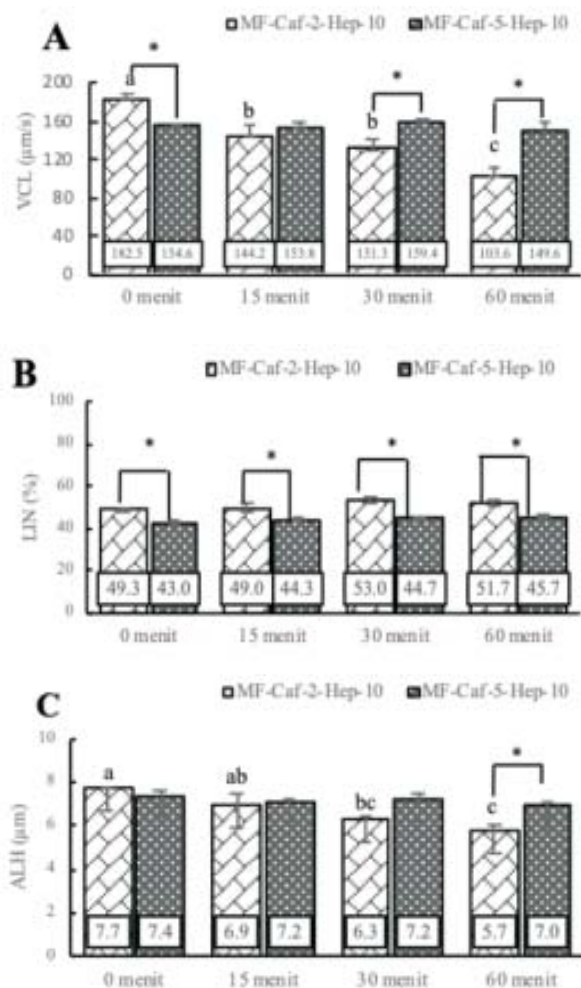 A
MF-Caf-2-Hep-10 MF-Caf-5-Hep-10
VCL (µm/s)
200
160
120
80
40
0
a * b b * c *
182.3 154.6 144.2 153.8 131.3 159.4 103.6 149.6
0 menit 15 menit 30 menit 60 menit
B
MF-Caf-2-Hep-10 MF-Caf-5-Hep-10
LIN (%)
100
80
60
40
20
0
* * * *
49.3 43.0 49.0 44.3 53.0 44.7 51.7 45.7
0 menit 15 menit 30 menit 60 menit
C
MF-Caf-2-Hep-10 MF-Caf-5-Hep-10
ALH (µm)
10
8
6
4
2
0
a ab bc c *
7.7 7.4 6.9 7.2 6.3 7.2 5.7 7.0
0 menit 15 menit 30 menit 60 menit